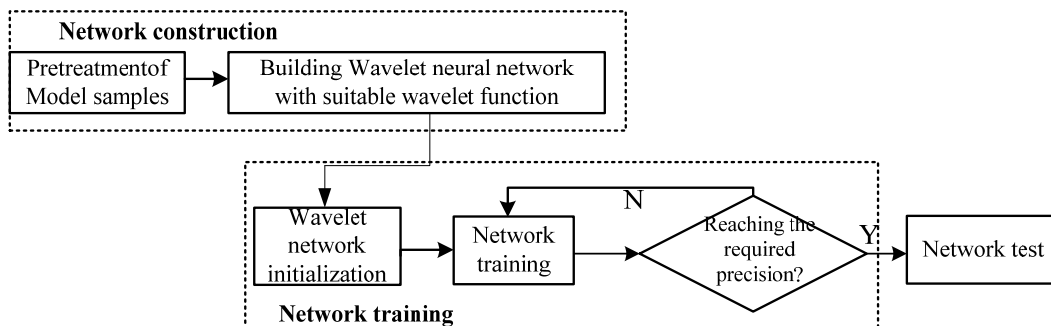 Network construction
Pretreatmentof
Model samples
Building Wavelet neural network
with suitable wavelet function
Wavelet
network
initialization
Network
training
N
Reaching the
required
precision?
Y
Network test
Network training